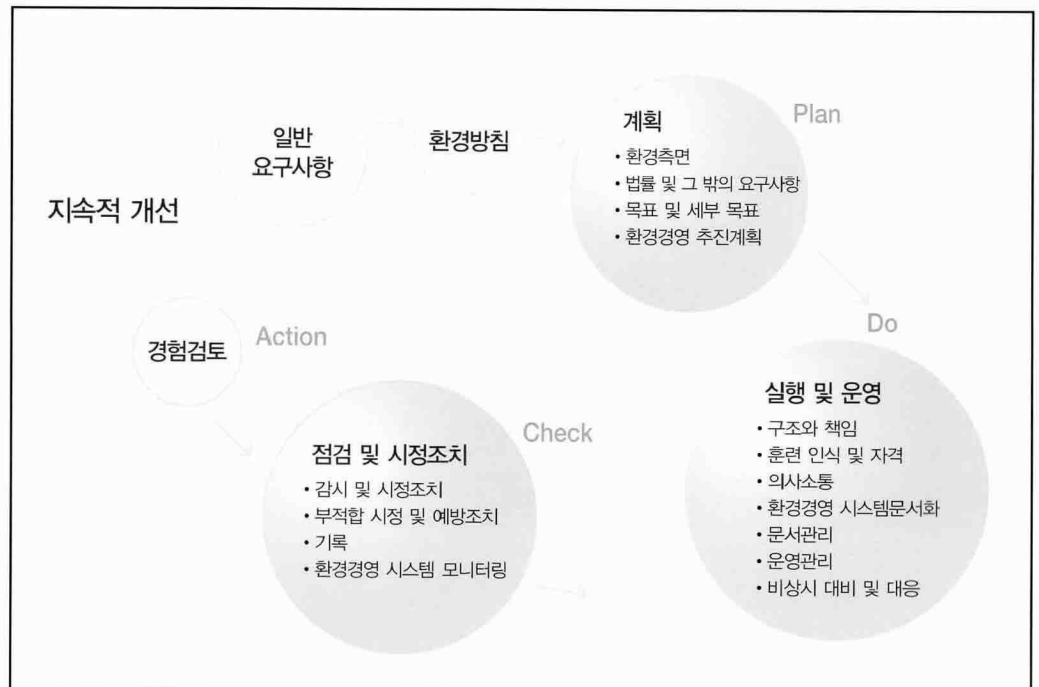 지속적 개선
일반
요구사항
환경방침
Plan
계획
• 환경측면
• 법률 및 그 밖의 요구사항
• 목표 및 세부 목표
• 환경경영 추진계획
Do
실행 및 운영
• 구조와 책임
• 훈련 인식 및 자격
• 의사소통
• 환경경영 시스템문서화
• 문서관리
• 운영관리
• 비상시 대비 및 대응
Check
점검 및 시정조치
• 감시 및 시정조치
• 부적합 시정 및 예방조치
• 기록
• 환경경영 시스템 모니터링
Action
경험검토